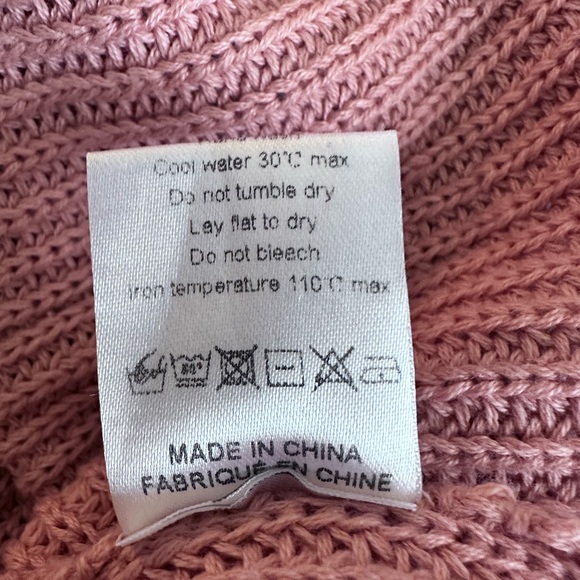 Cool water 30°C max
Do not tumble dry
Lay flat to dry
Do not bleach
Iron temperature 110°C max
MADE IN CHINA
FABRIQUÉ EN CHINE